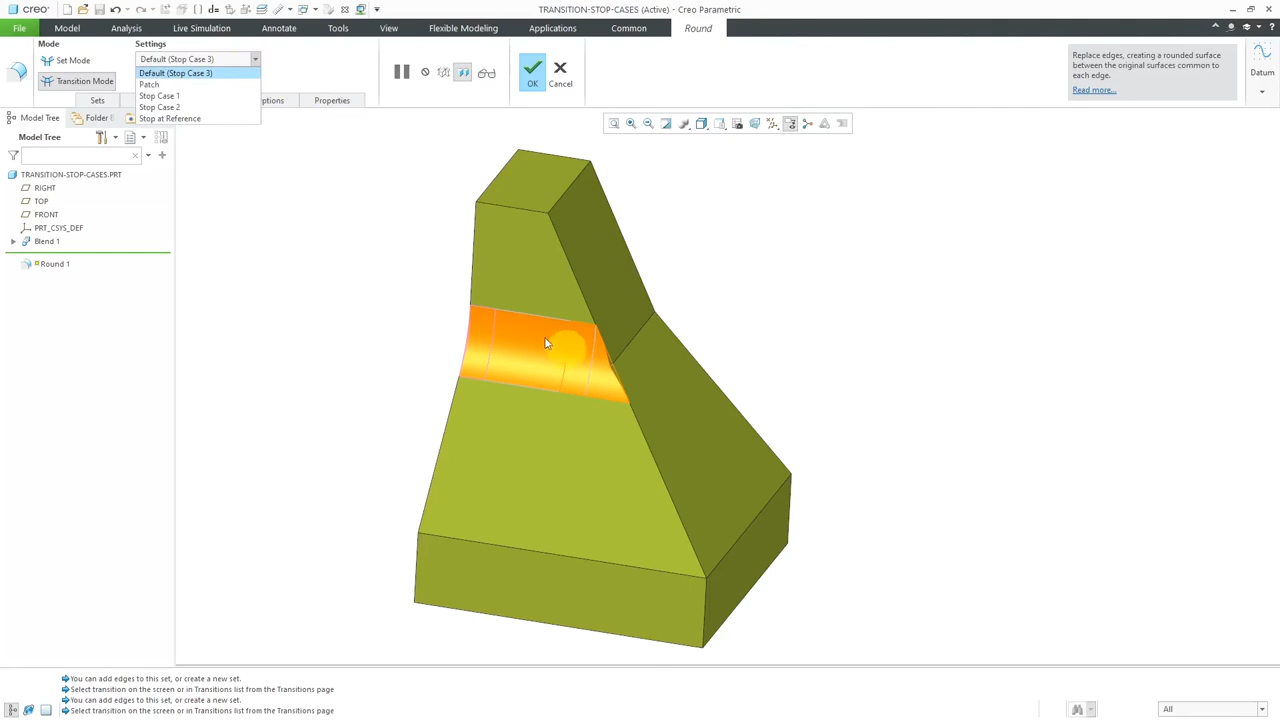 creo
TRANSITION-STOP-CASES (Active) - Creo Parametric
File
Model
Analysis
Live Simulation
Annotate
Tools
View
Flexible Modeling
Applications
Common
Round
Mode
Set Mode
Transition Mode
Settings
Default (Stop Case 3)
Default (Stop Case 3)
Patch
Stop Case 1
Stop Case 2
Stop at Reference
OK
Cancel
Replace edges, creating a rounded surface
between the original surfaces common to
each edge.
Read more...
Datum
Sets
ptions
Properties
Model Tree
Folder
Model Tree
TRANSITION-STOP-CASES.PRT
RIGHT
TOP
FRONT
PRT_CSYS_DEF
Blend 1
Round 1
You can add edges to this set, or create a new set.
Select transition on the screen or in Transitions list from the Transitions page
You can add edges to this set, or create a new set.
Select transition on the screen or in Transitions list from the Transitions page
All